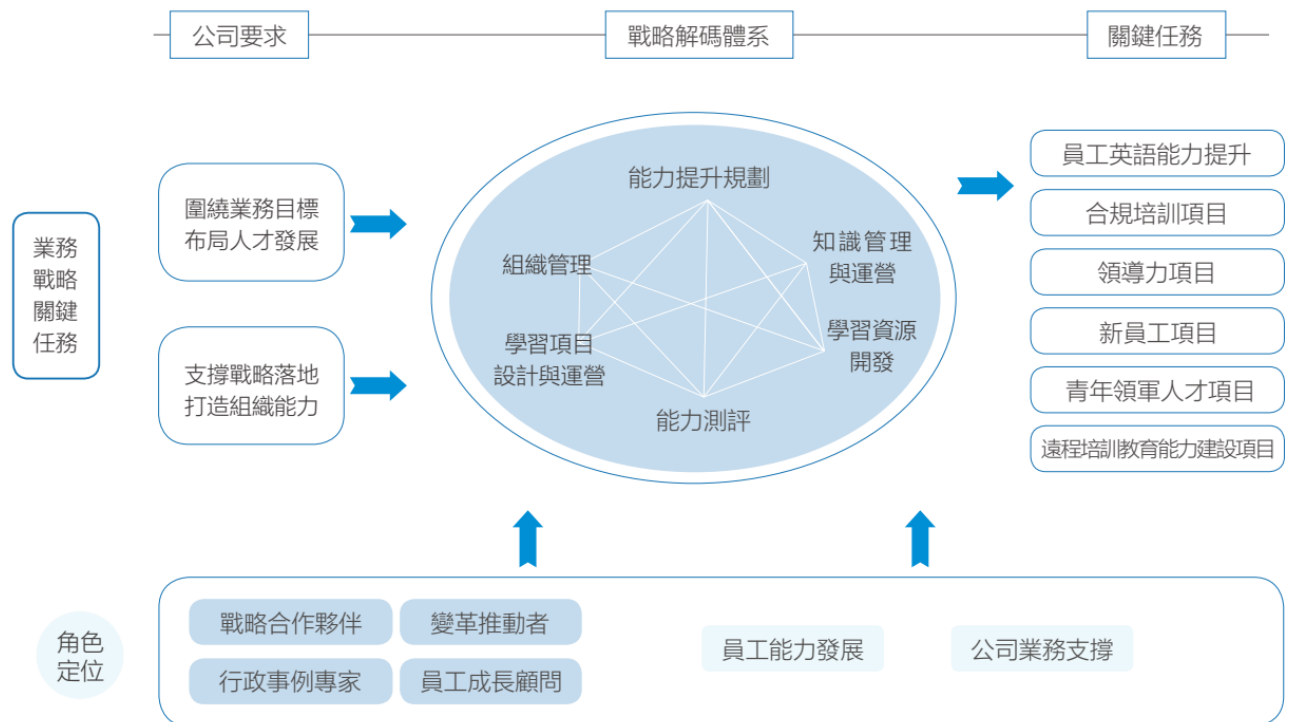 公司要求
戰略解碼體系
關鍵任務
業務
戰略
關鍵
任務
圍繞業務目標
布局人才發展
支撐戰略落地
打造組織能力
能力提升規劃
組織管理
知識管理
與運營
學習項目
設計與運營
學習資源
開發
能力測評
員工英語能力提升
合規培訓項目
領導力項目
新員工項目
青年領軍人才項目
遠程培訓教育能力建設項目
角色
定位
戰略合作夥伴
變革推動者
行政事例專家
員工成長顧問
員工能力發展
公司業務支撐